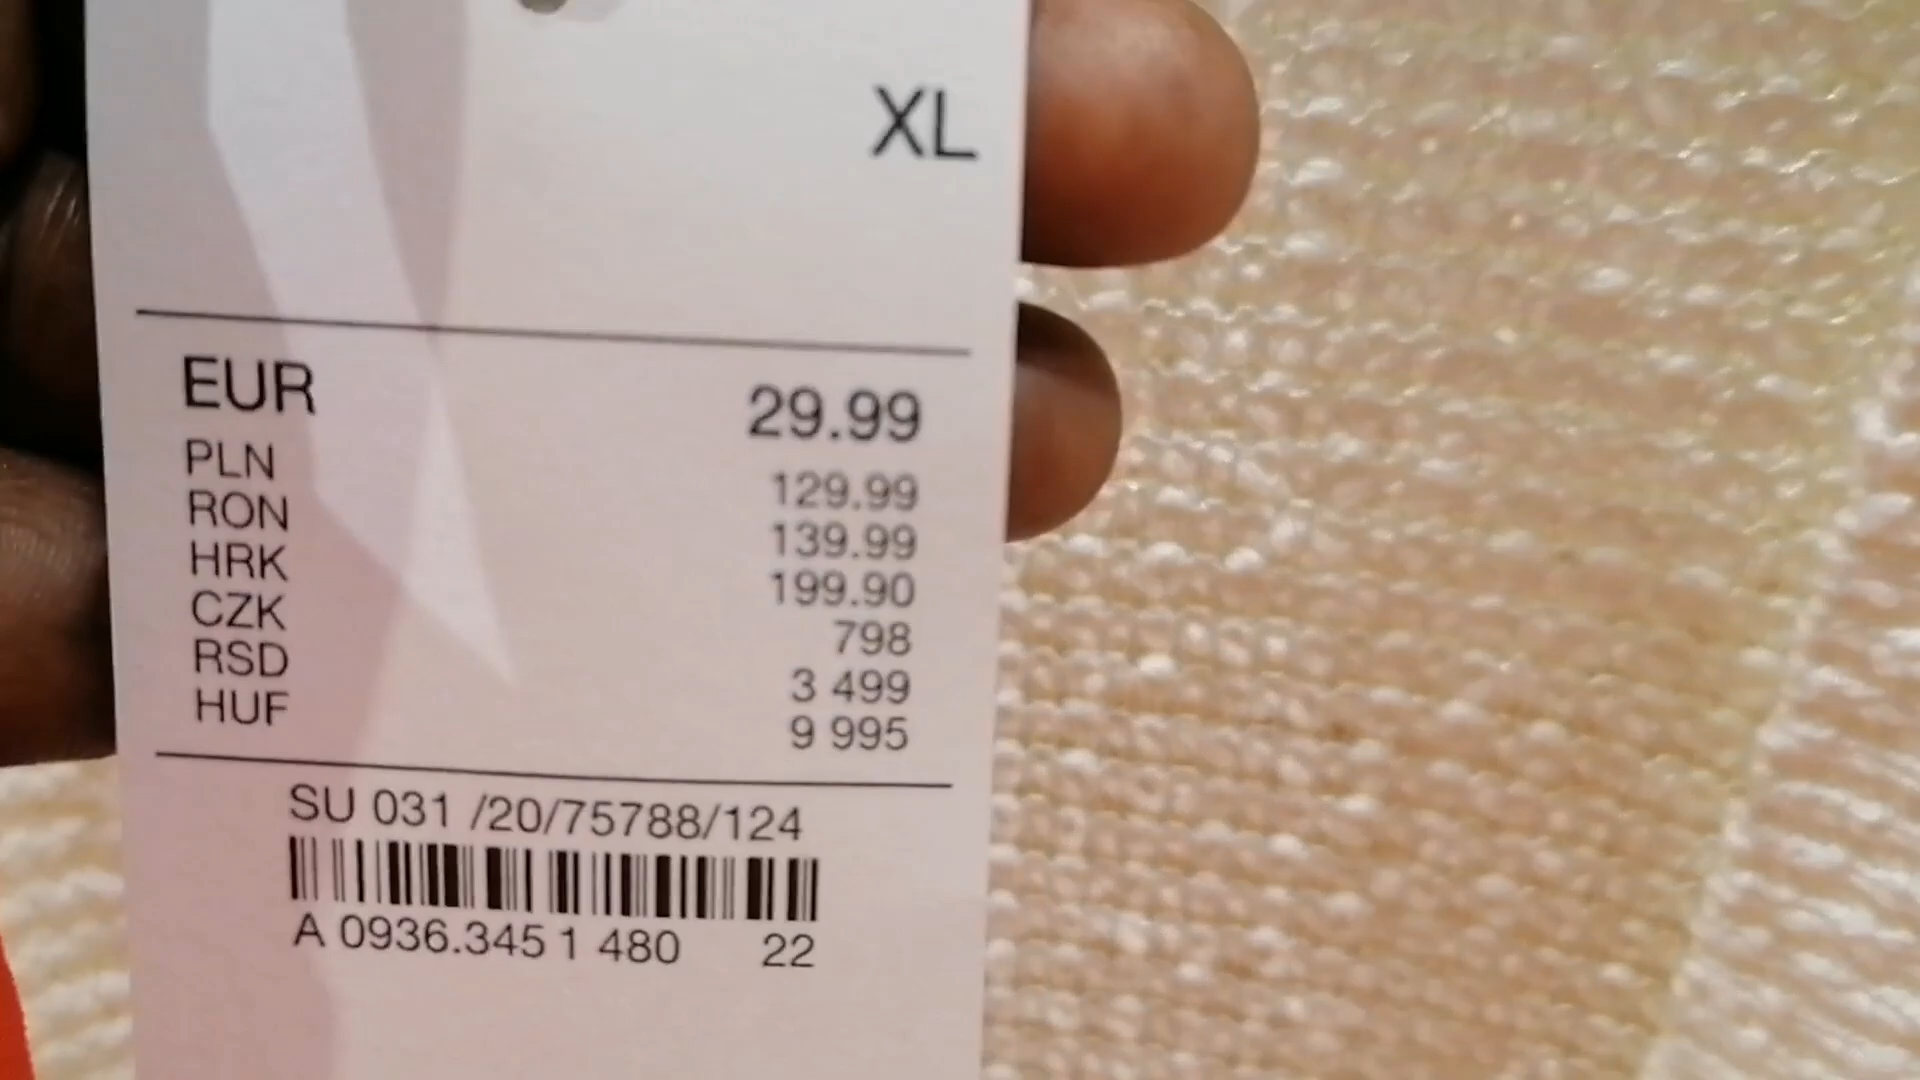 XL
EUR 29.99
PLN 129.99
RON 139.99
HRK 199.90
CZK 798
RSD 3 499
HUF 9 995
SU 031 /20/75788/124
A 0936.345 1 480 22